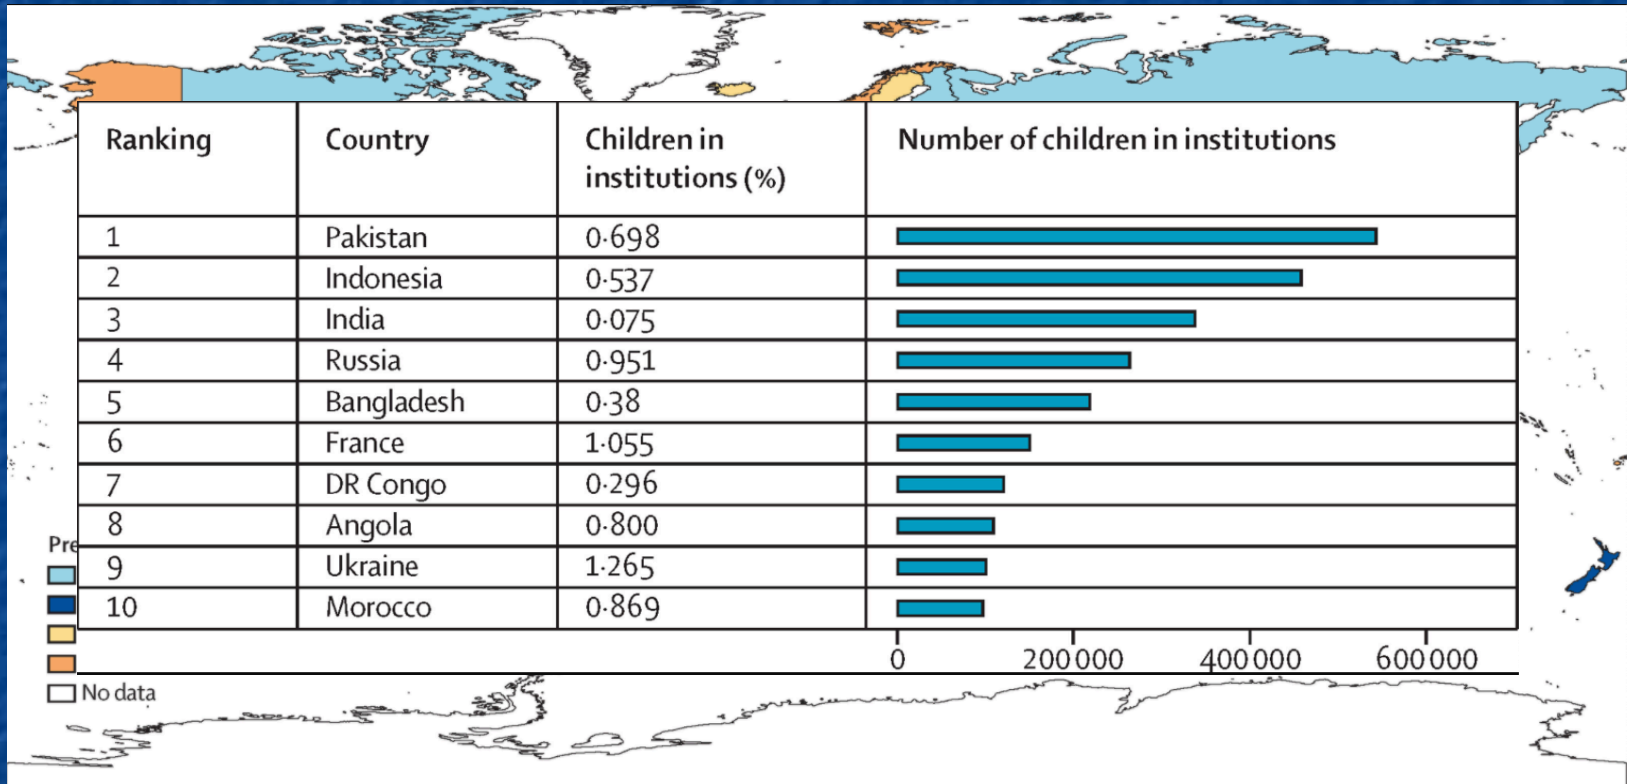 Ranking Country Children in institutions (%) Number of children in institutions
1 Pakistan 0·698
2 Indonesia 0·537
3 India 0·075
4 Russia 0·951
5 Bangladesh 0·38
6 France 1·055
7 DR Congo 0·296
8 Angola 0·800
9 Ukraine 1·265
10 Morocco 0·869
0 200000 400000 600000
Pre
No data